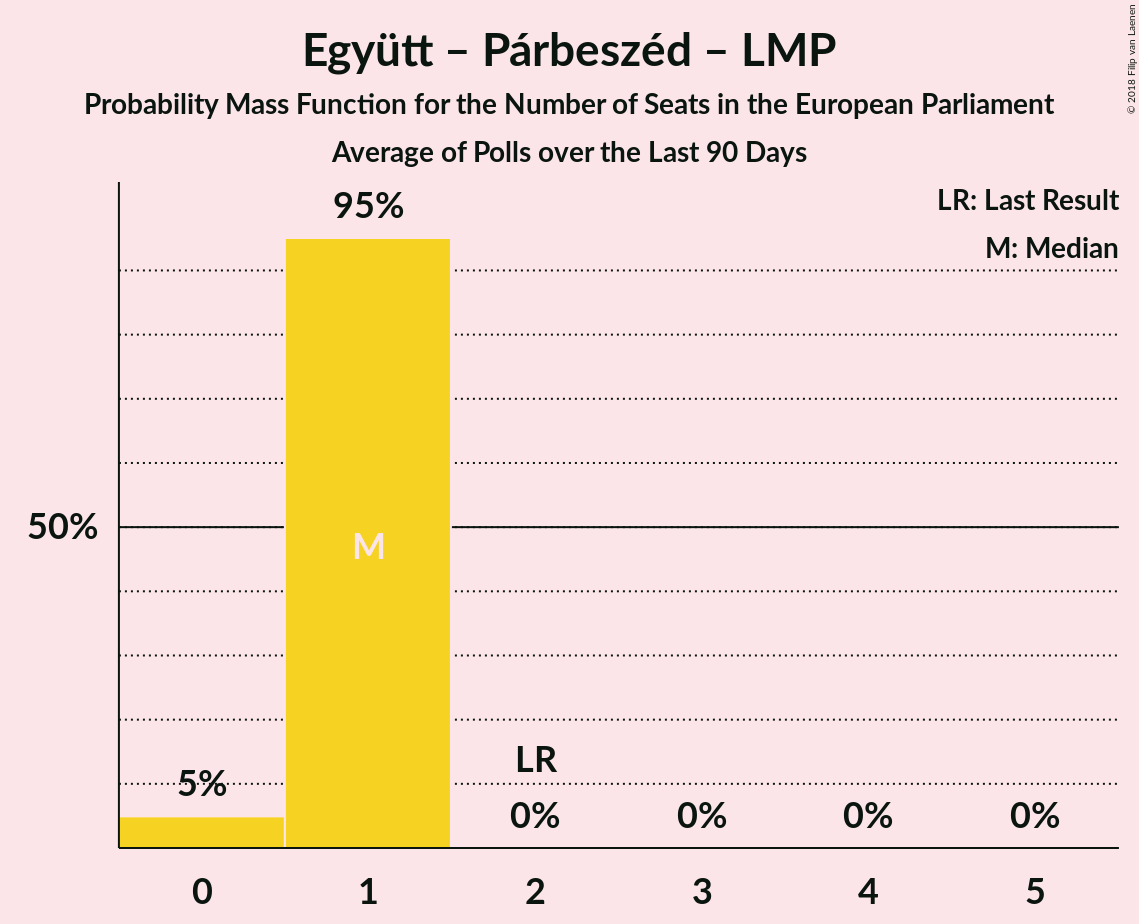 Együtt – Párbeszéd – LMP
Probability Mass Function for the Number of Seats in the European Parliament
Average of Polls over the Last 90 Days
© 2018 Filip van Laenen
LR: Last Result
M: Median
95%
50%
M
5%
LR
0% 0% 0% 0%
0 1 2 3 4 5